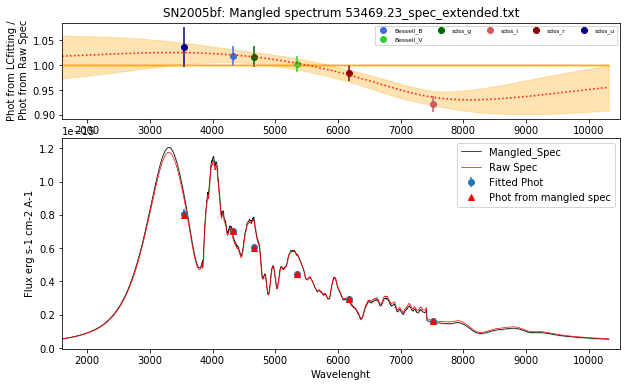 SN2005bf: Mangled spectrum 53469.23_spec_extended.txt
Phot from LCfitting /
Phot from Raw Spec
1.05
1.00
0.95
0.90
Bessell_B
Bessell_V
sdss_g
sdss_i
sdss_r
sdss_u
2000 3000 4000 5000 6000 7000 8000 9000 10000
1e-15
Flux erg s-1 cm-2 A-1
1.2
1.0
0.8
0.6
0.4
0.2
0.0
Mangled_Spec
Raw Spec
Fitted Phot
Phot from mangled spec
2000 3000 4000 5000 6000 7000 8000 9000 10000
Wavelenght